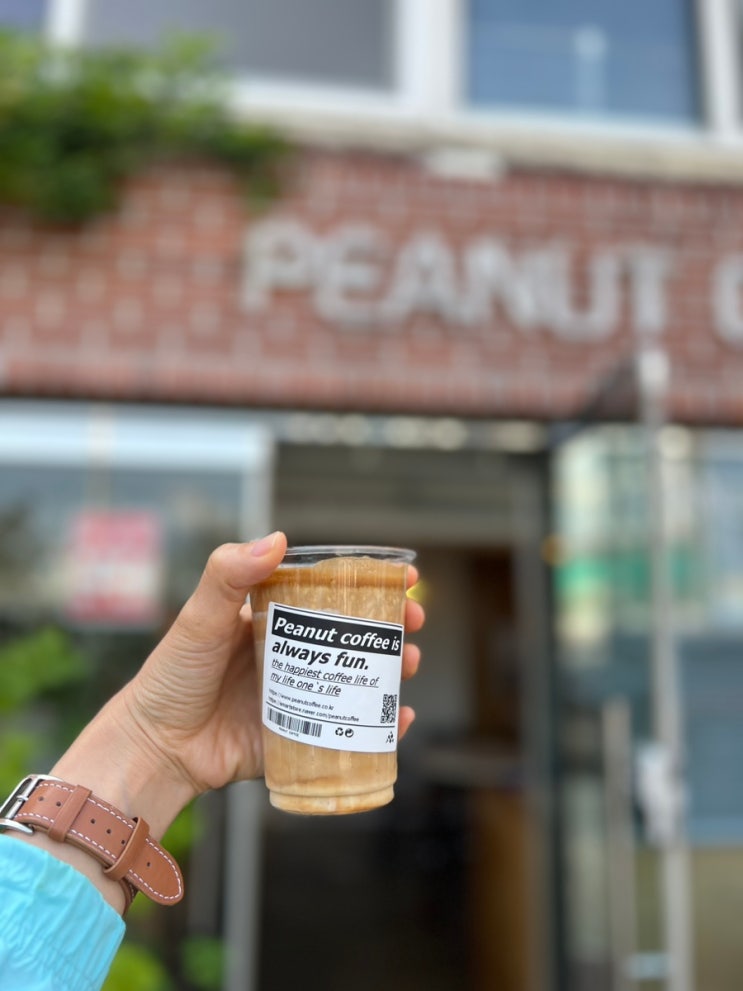 PEANUT
Peanut coffee is
always fun.
the happiest coffee life of
my life one`s life
https://www.peanutcoffee.co.kr
https://smartstore.naver.com/peanutcoffee